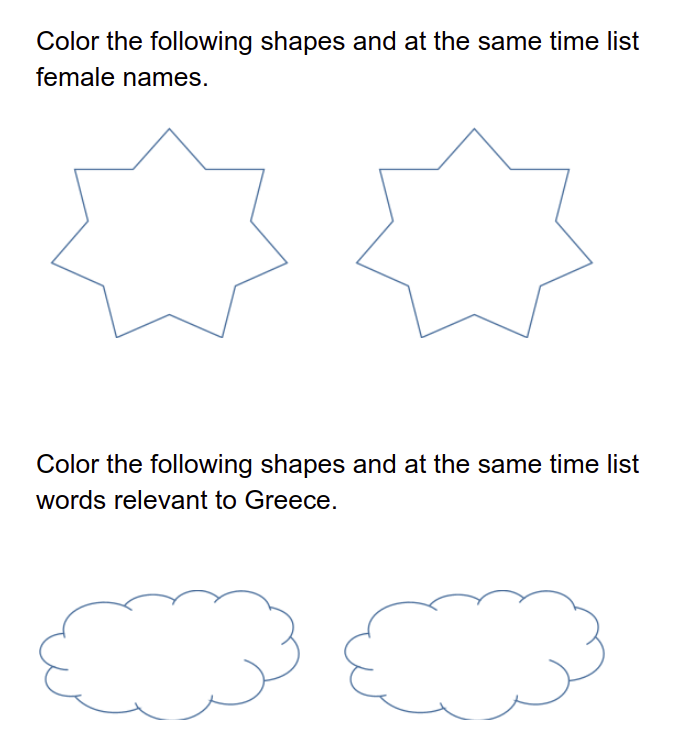 Color the following shapes and at the same time list
female names.
Color the following shapes and at the same time list
words relevant to Greece.